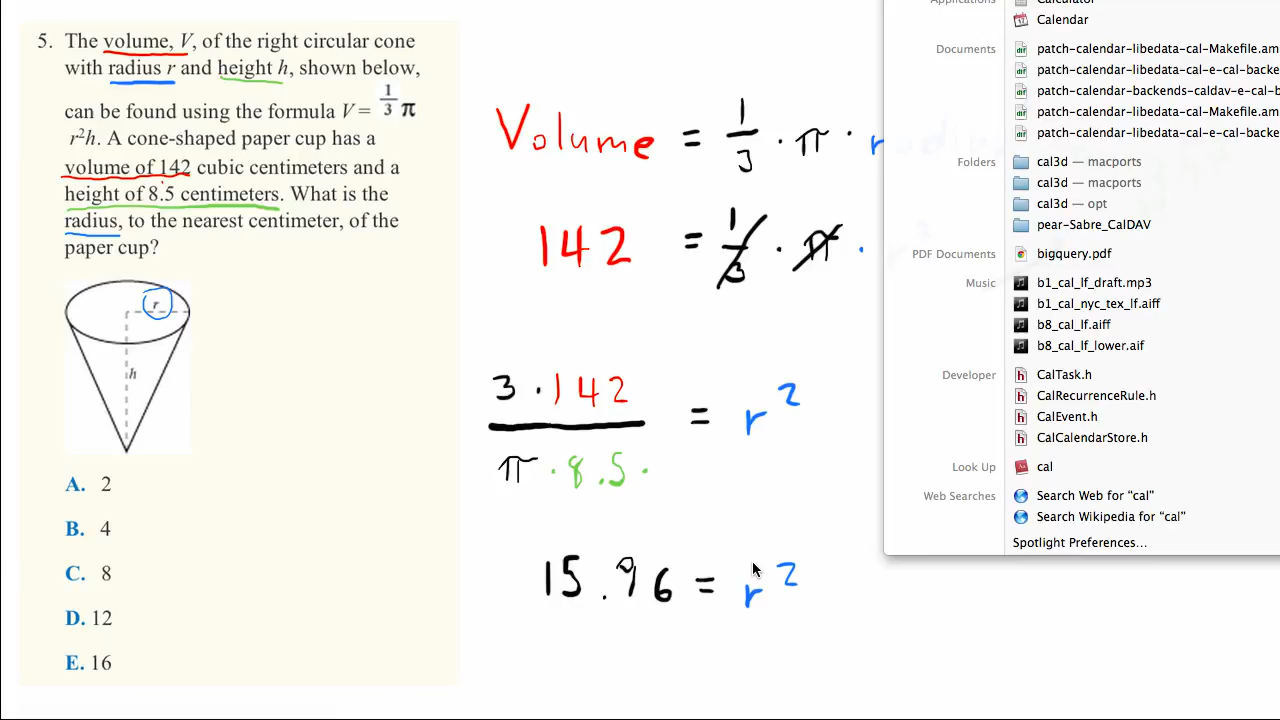 5. The volume, V, of the right circular cone
with radius r and height h, shown below,
can be found using the formula V = 1/3 π
r²h. A cone-shaped paper cup has a
volume of 142 cubic centimeters and a
height of 8.5 centimeters. What is the
radius, to the nearest centimeter, of the
paper cup?
r
h
A. 2
B. 4
C. 8
D. 12
E. 16
Volume = 1/3 · π · r
142 = 1/3 · π ·
3 · 142
π · 8.5 ·
= r²
15.96 = r²
Applications
Calculator
Calendar
Documents
patch-calendar-libedata-cal-Makefile.am
patch-calendar-libedata-cal-e-cal-backe
patch-calendar-backends-caldav-e-cal-b
patch-calendar-libedata-cal-Makefile.am
patch-calendar-libedata-cal-e-cal-backe
Folders
cal3d — macports
cal3d — macports
cal3d — opt
pear-Sabre_CalDAV
PDF Documents
bigquery.pdf
Music
b1_cal_lf_draft.mp3
b1_cal_nyc_tex_lf.aiff
b8_cal_lf.aiff
b8_cal_lf_lower.aif
Developer
CalTask.h
CalRecurrenceRule.h
CalEvent.h
CalCalendarStore.h
Look Up
cal
Web Searches
Search Web for “cal”
Search Wikipedia for “cal”
Spotlight Preferences...